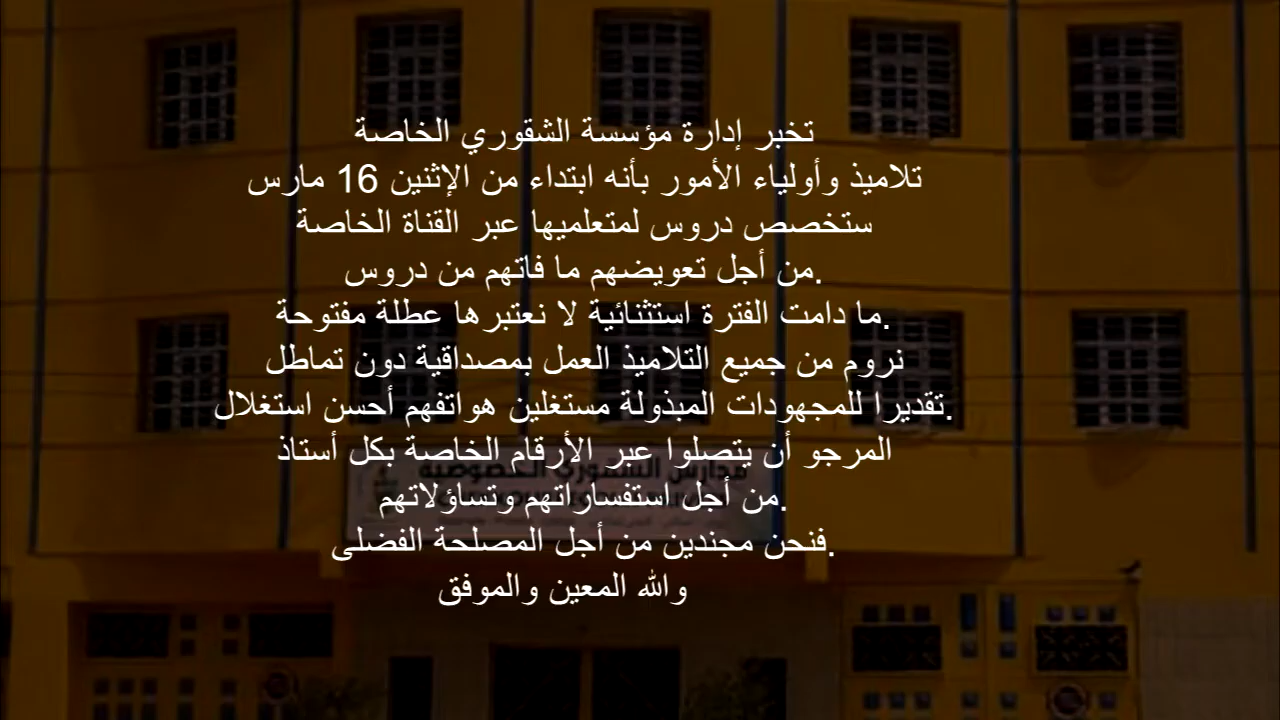 تخبر إدارة مؤسسة الشقوري الخاصة
تلاميذ وأولياء الأمور بأنه ابتداء من الإثنين 16 مارس
ستخصص دروس لمتعلميها عبر القناة الخاصة
من أجل تعويضهم ما فاتهم من دروس.
ما دامت الفترة استثنائية لا نعتبرها عطلة مفتوحة.
نروم من جميع التلاميذ العمل بمصداقية دون تماطل
تقديرا للمجهودات المبذولة مستغلين هواتفهم أحسن استغلال.
المرجو أن يتصلوا عبر الأرقام الخاصة بكل أستاذ
مدارس الشقوري الخصوصية
من أجل استفساراتهم وتساؤلاتهم.
فنحن مجندين من أجل المصلحة الفضلى.
والله المعين والموفق